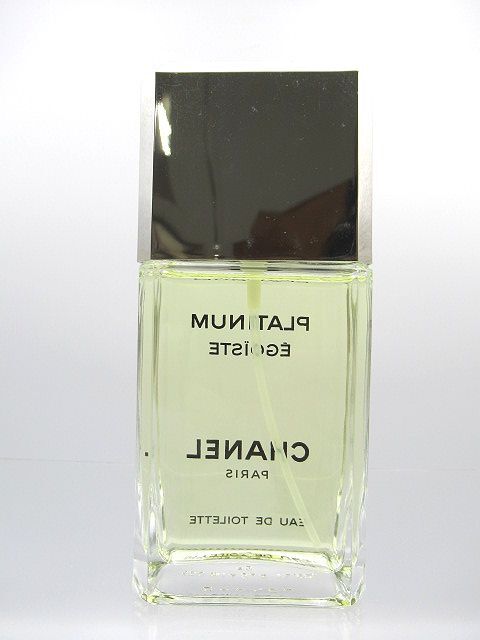 PLATINUM
ÉGOÏSTE
CHANEL
PARIS
EAU DE TOILETTE